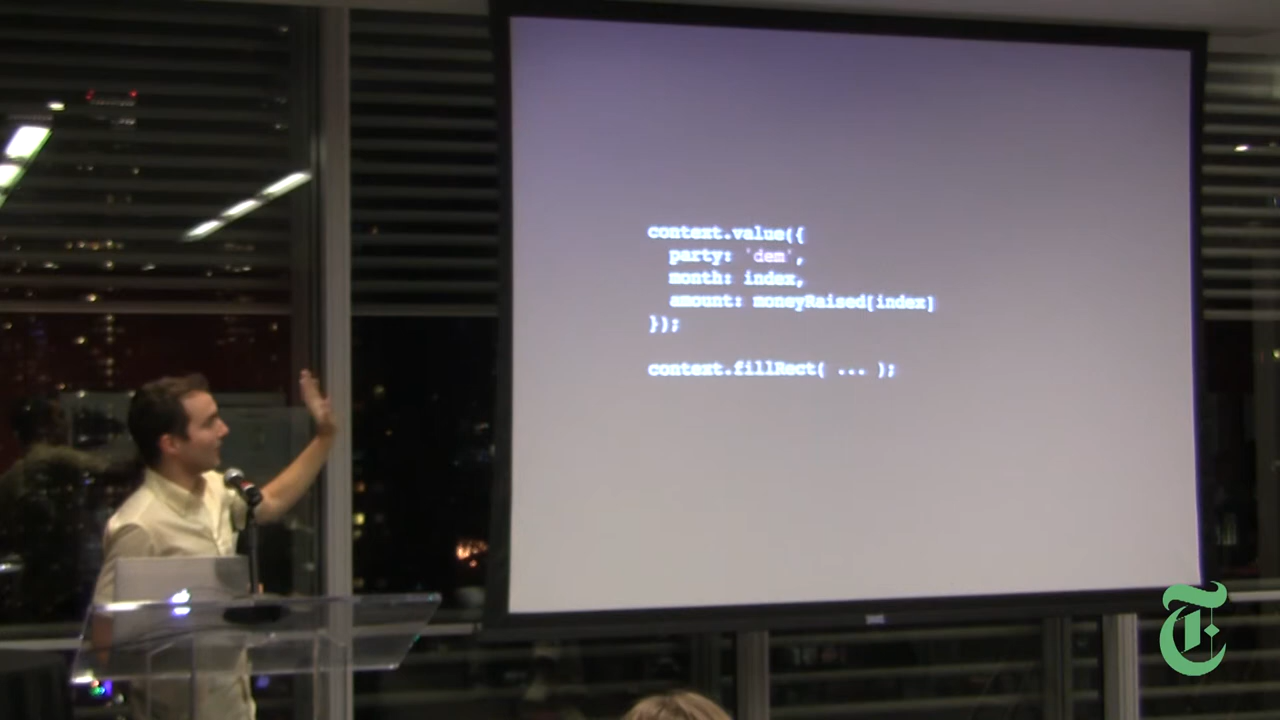 context.value({
party: 'dem',
month: index,
amount: moneyRaised[index]
});
context.fillRect( ... );
T